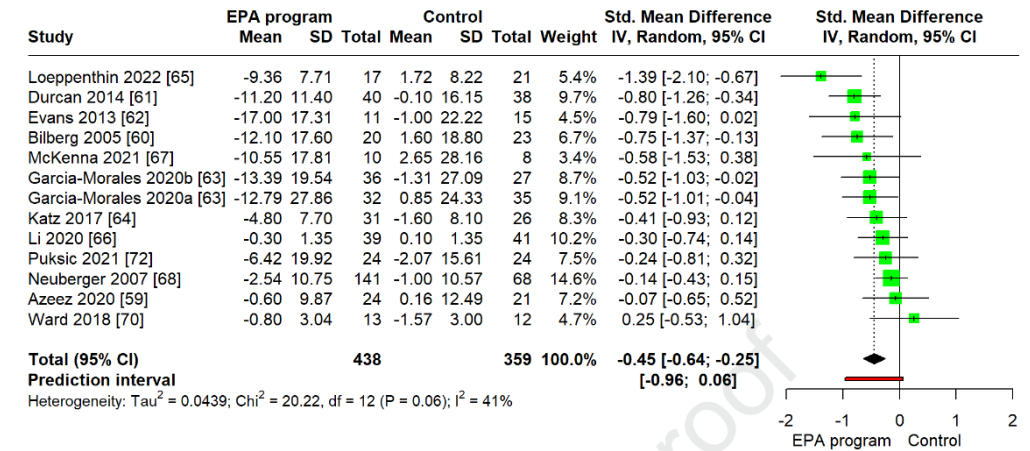 EPA program Control Std. Mean Difference Std. Mean Difference
Study Mean SD Total Mean SD Total Weight IV, Random, 95% CI IV, Random, 95% CI
Loeppenthin 2022 [65] -9.36 7.71 17 1.72 8.22 21 5.4% -1.39 [-2.10; -0.67]
Durcan 2014 [61] -11.20 11.40 40 -0.10 16.15 38 9.7% -0.80 [-1.26; -0.34]
Evans 2013 [62] -17.00 17.31 11 -1.00 22.22 15 4.5% -0.79 [-1.60; 0.02]
Bilberg 2005 [60] -12.10 17.60 20 1.60 18.80 23 6.7% -0.75 [-1.37; -0.13]
McKenna 2021 [67] -10.55 17.81 10 2.65 28.16 8 3.4% -0.58 [-1.53; 0.38]
Garcia-Morales 2020b [63] -13.39 19.54 36 -1.31 27.09 27 8.7% -0.52 [-1.03; -0.02]
Garcia-Morales 2020a [63] -12.79 27.86 32 0.85 24.33 35 9.1% -0.52 [-1.01; -0.04]
Katz 2017 [64] -4.80 7.70 31 -1.60 8.10 26 8.3% -0.41 [-0.93; 0.12]
Li 2020 [66] -0.30 1.35 39 0.10 1.35 41 10.2% -0.30 [-0.74; 0.14]
Puksic 2021 [72] -6.42 19.92 24 -2.07 15.61 24 7.5% -0.24 [-0.81; 0.32]
Neuberger 2007 [68] -2.54 10.75 141 -1.00 10.57 68 14.6% -0.14 [-0.43; 0.15]
Azeez 2020 [59] -0.60 9.87 24 0.16 12.49 21 7.2% -0.07 [-0.65; 0.52]
Ward 2018 [70] -0.80 3.04 13 -1.57 3.00 12 4.7% 0.25 [-0.53; 1.04]
Total (95% CI) 438 359 100.0% -0.45 [-0.64; -0.25]
Prediction interval [-0.96; 0.06]
Heterogeneity: Tau² = 0.0439; Chi² = 20.22, df = 12 (P = 0.06); I² = 41%
-2 -1 0 1 2
EPA program Control
roof